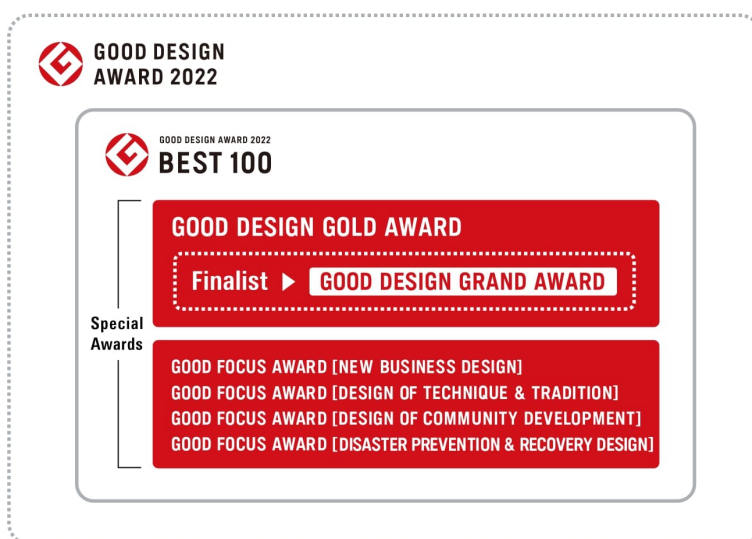 GOOD DESIGN
AWARD 2022
GOOD DESIGN AWARD 2022
BEST 100
GOOD DESIGN GOLD AWARD
Finalist ▶ GOOD DESIGN GRAND AWARD
Special
Awards
GOOD FOCUS AWARD [NEW BUSINESS DESIGN]
GOOD FOCUS AWARD [DESIGN OF TECHNIQUE & TRADITION]
GOOD FOCUS AWARD [DESIGN OF COMMUNITY DEVELOPMENT]
GOOD FOCUS AWARD [DISASTER PREVENTION & RECOVERY DESIGN]